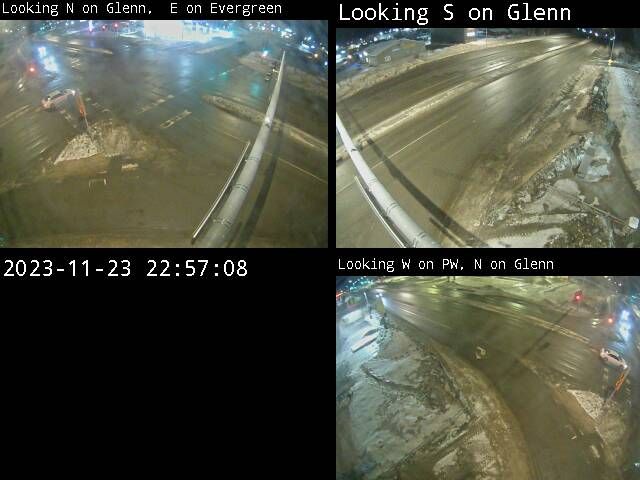 Looking N on Glenn, E on Evergreen
Looking S on Glenn
2023-11-23 22:57:08
Looking W on PW, N on Glenn